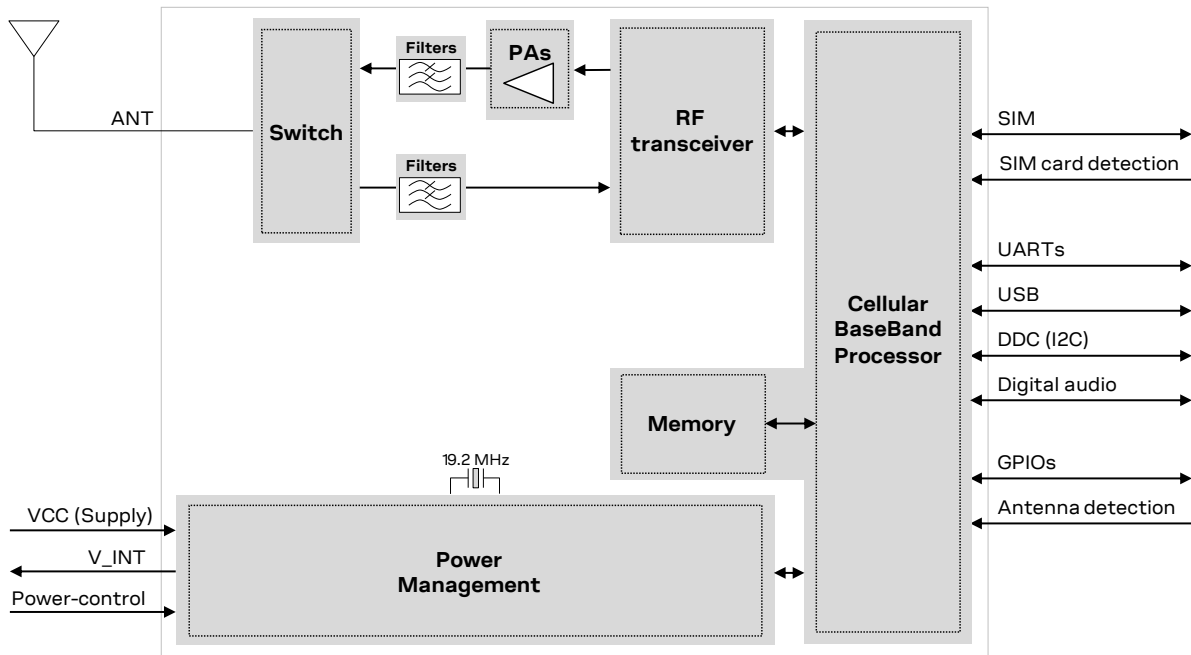 Filters
PAs
ANT
Switch
RF
transceiver
Filters
SIM
SIM card detection
UARTs
USB
DDC (I2C)
Digital audio
GPIOs
Antenna detection
Cellular
BaseBand
Processor
Memory
19.2 MHz
VCC (Supply)
V_INT
Power-control
Power
Management